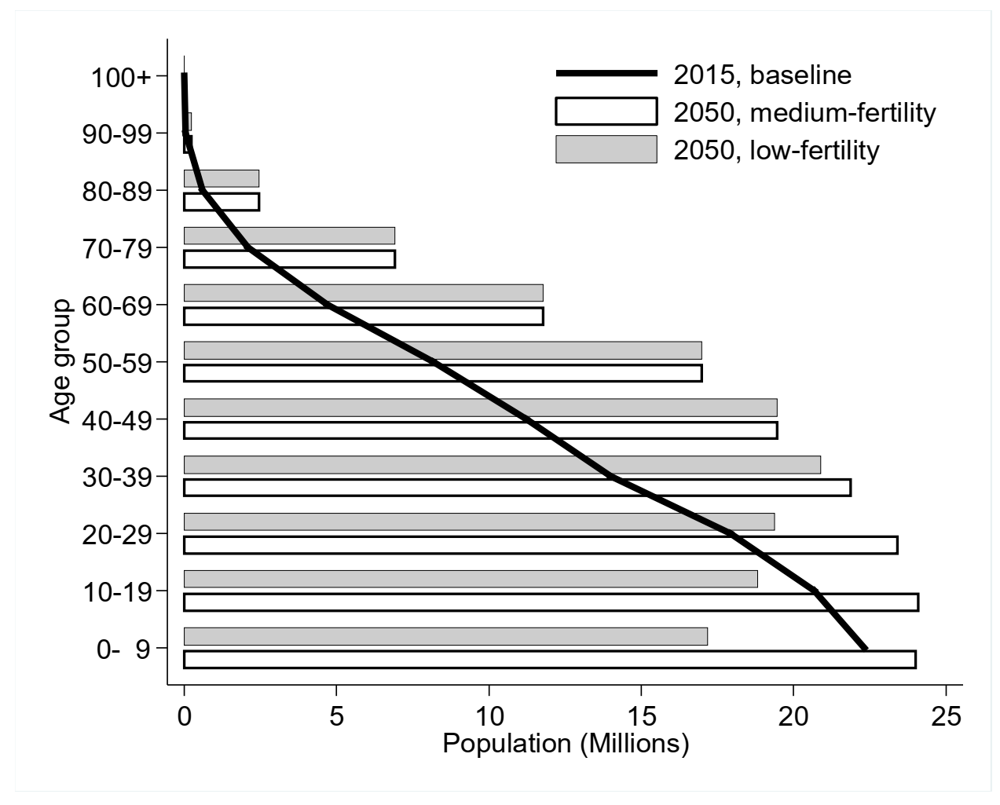 100+
90-99
80-89
70-79
60-69
50-59
40-49
30-39
20-29
10-19
0- 9
Age group
2015, baseline
2050, medium-fertility
2050, low-fertility
0 5 10 15 20 25
Population (Millions)